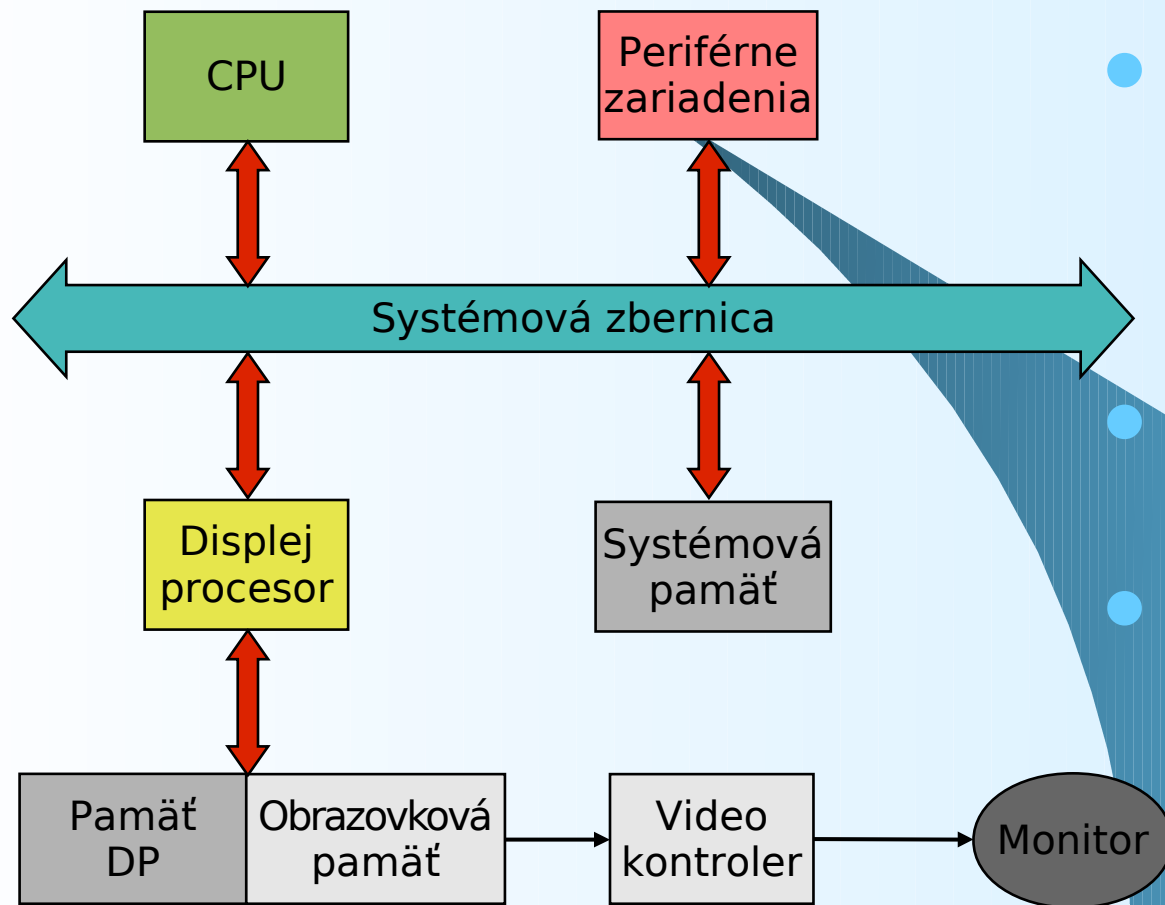 CPU
Periférne
zariadenia
Systémová zbernica
Displej
procesor
Systémová
pamäť
Pamäť
DP
Obrazovková
pamäť
Video
kontroler
Monitor